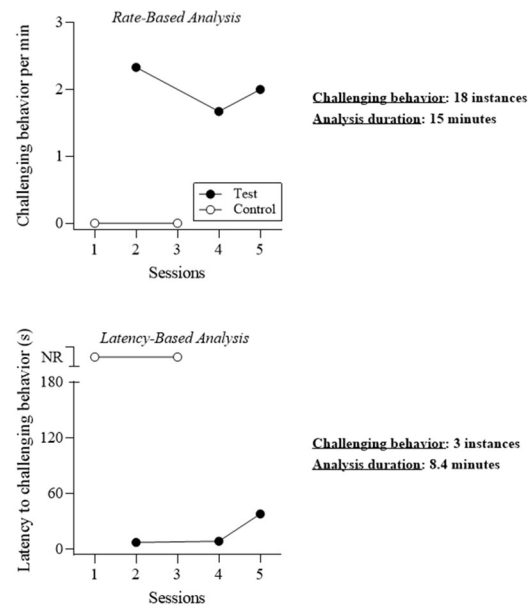 Rate-Based Analysis
Challenging behavior per min
3
2
1
0
Test
Control
1 2 3 4 5
Sessions
Challenging behavior: 18 instances
Analysis duration: 15 minutes
Latency-Based Analysis
Latency to challenging behavior (s)
NR
180
120
60
0
1 2 3 4 5
Sessions
Challenging behavior: 3 instances
Analysis duration: 8.4 minutes